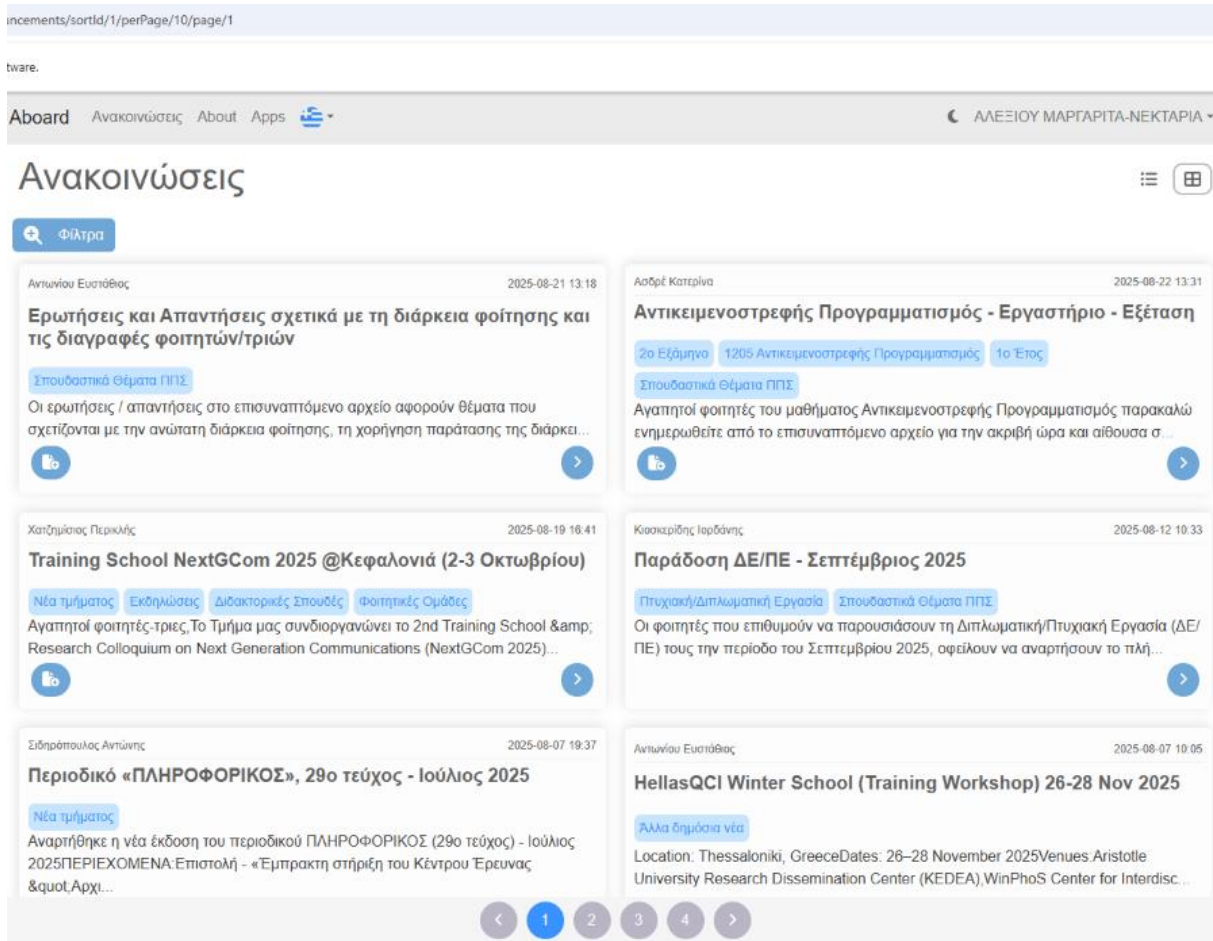 ncements/sortId/1/perPage/10/page/1
tware.
Aboard Ανακοινώσεις About Apps ΑΛΕΞΙΟΥ ΜΑΡΓΑΡΙΤΑ-ΝΕΚΤΑΡΙΑ
Ανακοινώσεις
Φίλτρα
Αντωνίου Ευστάθιος 2025-08-21 13:18
Ερωτήσεις και Απαντήσεις σχετικά με τη διάρκεια φοίτησης και
τις διαγραφές φοιτητών/τριών
Σπουδαστικά Θέματα ΠΠΣ
Οι ερωτήσεις / απαντήσεις στο επισυναπτόμενο αρχείο αφορούν θέματα που
σχετίζονται με την ανώτατη διάρκεια φοίτησης, τη χορήγηση παράτασης της διάρκει...
Ασδρέ Κατερίνα 2025-08-22 13:31
Αντικειμενοστρεφής Προγραμματισμός - Εργαστήριο - Εξέταση
2ο Εξάμηνο 1205 Αντικειμενοστρεφής Προγραμματισμός 1ο Έτος
Σπουδαστικά Θέματα ΠΠΣ
Αγαπητοί φοιτητές του μαθήματος Αντικειμενοστρεφής Προγραμματισμός παρακαλώ
ενημερωθείτε από το επισυναπτόμενο αρχείο για την ακριβή ώρα και αίθουσα σ...
Χατζημίσιος Περικλής 2025-08-19 16:41
Training School NextGCom 2025 @Κεφαλονιά (2-3 Οκτωβρίου)
Νέα τμήματος Εκδηλώσεις Διδακτορικές Σπουδές Φοιτητικές Ομάδες
Αγαπητοί φοιτητές-τριες,Το Τμήμα μας συνδιοργανώνει το 2nd Training School &amp;
Research Colloquium on Next Generation Communications (NextGCom 2025)...
Κιοσκερίδης Ιορδάνης 2025-08-12 10:33
Παράδοση ΔΕ/ΠΕ - Σεπτέμβριος 2025
Πτυχιακή/Διπλωματική Εργασία Σπουδαστικά Θέματα ΠΠΣ
Οι φοιτητές που επιθυμούν να παρουσιάσουν τη Διπλωματική/Πτυχιακή Εργασία (ΔΕ/
ΠΕ) τους την περίοδο του Σεπτεμβρίου 2025, οφείλουν να αναρτήσουν το πλή...
Σιδηρόπουλος Αντώνης 2025-08-07 19:37
Περιοδικό «ΠΛΗΡΟΦΟΡΙΚΟΣ», 29ο τεύχος - Ιούλιος 2025
Νέα τμήματος
Αναρτήθηκε η νέα έκδοση του περιοδικού ΠΛΗΡΟΦΟΡΙΚΟΣ (29ο τεύχος) - Ιούλιος
2025ΠΕΡΙΕΧΟΜΕΝΑ:Επιστολή - «Έμπρακτη στήριξη του Κέντρου Έρευνας
&quot;Αρχι...
Αντωνίου Ευστάθιος 2025-08-07 10:05
HellasQCI Winter School (Training Workshop) 26-28 Nov 2025
Άλλα δημόσια νέα
Location: Thessaloniki, GreeceDates: 26–28 November 2025Venues:Aristotle
University Research Dissemination Center (KEDEA),WinPhoS Center for Interdisc...
1 2 3 4